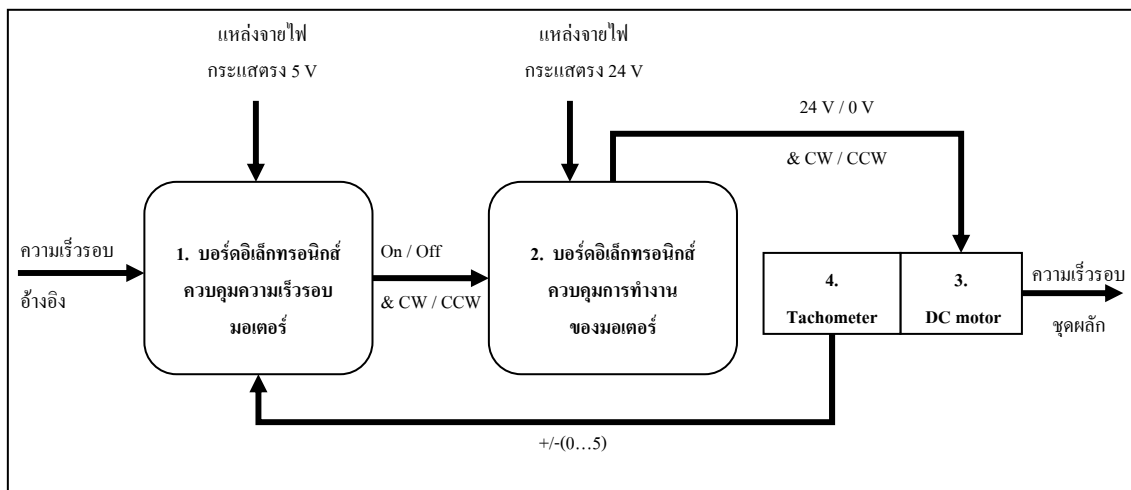 แหล่งจายไฟ
กระแสตรง 5 V
แหล่งจายไฟ
กระแสตรง 24 V
24 V / 0 V
& CW / CCW
ความเร็วรอบ
อ้างอิง
1. บอร์ดอิเล็กทรอนิกส์
ควบคุมความเร็วรอบ
มอเตอร์
On / Off
& CW / CCW
2. บอร์ดอิเล็กทรอนิกส์
ควบคุมการทำงาน
ของมอเตอร์
4.
Tachometer
3.
DC motor
ความเร็วรอบ
ชุดผลัก
+/-(0…5)